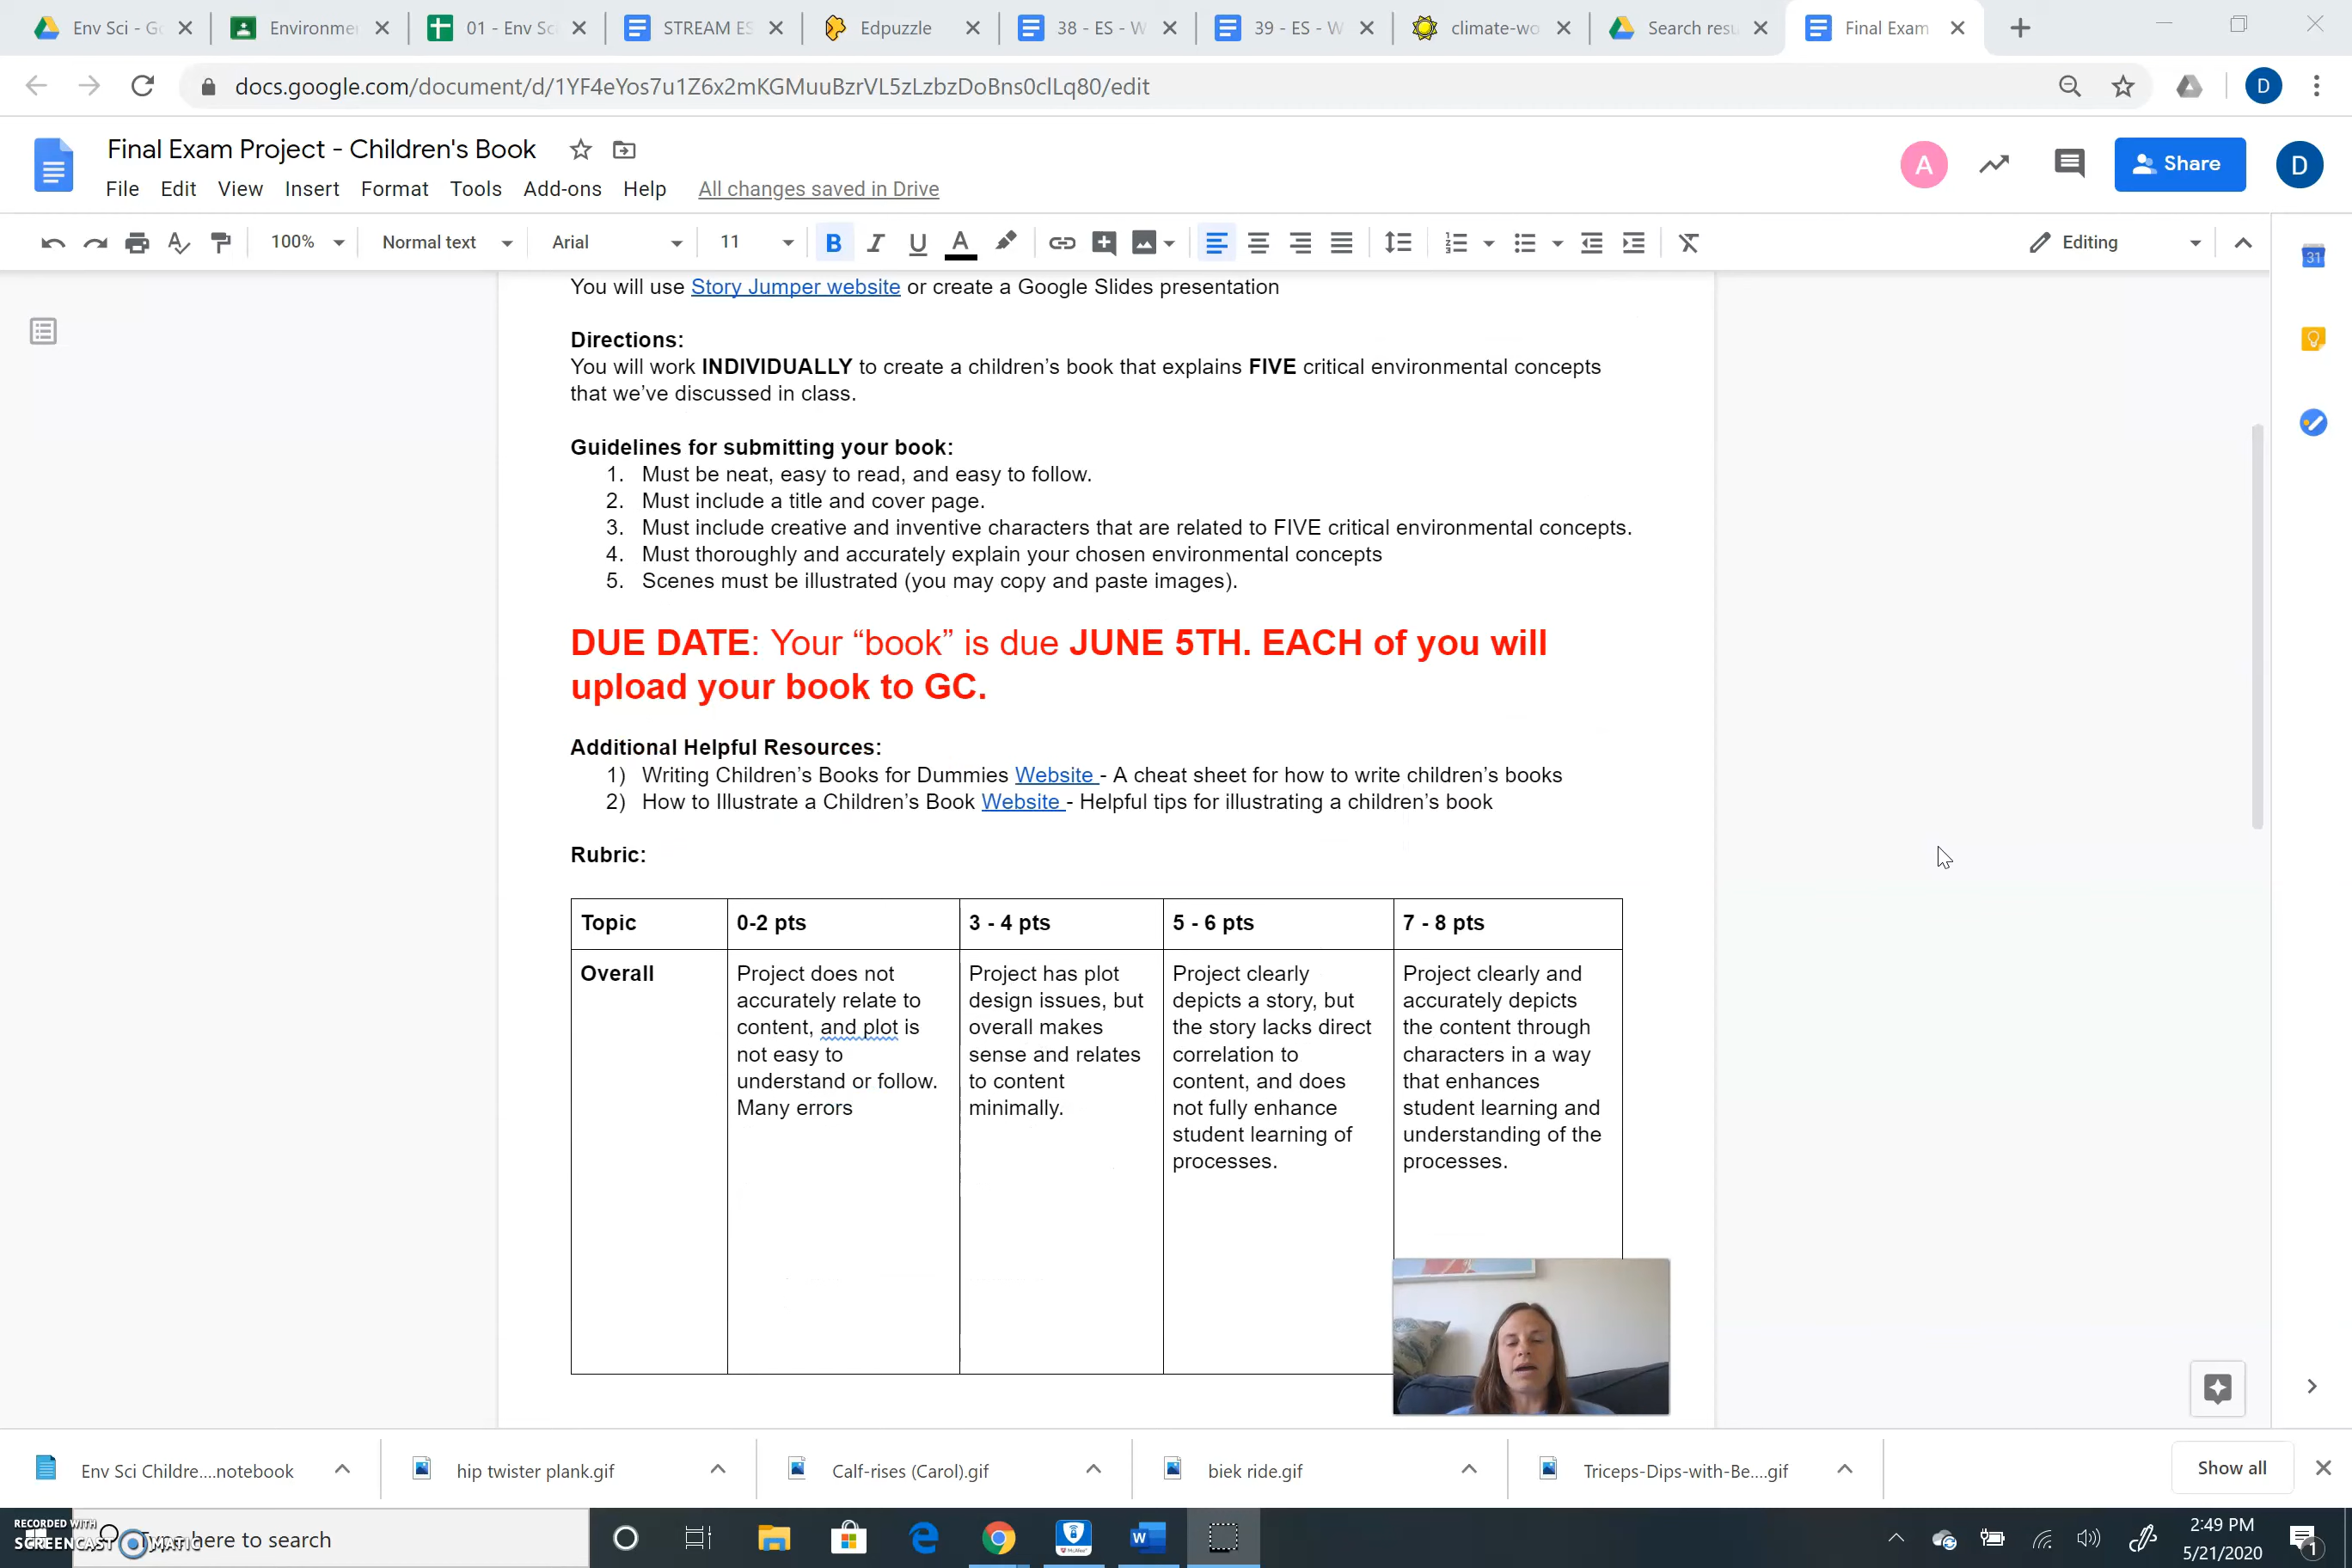 Env Sci - Go
Environmer
01 - Env Sci
STREAM ES
Edpuzzle
38 - ES - W
39 - ES - W
climate-wo
Search resu
Final Exam
docs.google.com/document/d/1YF4eYos7u1Z6x2mKGMuuBzrVL5zLzbzDoBns0clLq80/edit
D
Final Exam Project - Children's Book
A
Share
D
File Edit View Insert Format Tools Add-ons Help All changes saved in Drive
100% Normal text Arial 11 B I U A Editing
31
You will use Story Jumper website or create a Google Slides presentation
Directions:
You will work INDIVIDUALLY to create a children’s book that explains FIVE critical environmental concepts
that we’ve discussed in class.
Guidelines for submitting your book:
1. Must be neat, easy to read, and easy to follow.
2. Must include a title and cover page.
3. Must include creative and inventive characters that are related to FIVE critical environmental concepts.
4. Must thoroughly and accurately explain your chosen environmental concepts
5. Scenes must be illustrated (you may copy and paste images).
DUE DATE: Your “book” is due JUNE 5TH. EACH of you will
upload your book to GC.
Additional Helpful Resources:
1) Writing Children’s Books for Dummies Website - A cheat sheet for how to write children’s books
2) How to Illustrate a Children’s Book Website - Helpful tips for illustrating a children’s book
Rubric:
Topic 0-2 pts 3 - 4 pts 5 - 6 pts 7 - 8 pts
Overall
Project does not
accurately relate to
content, and plot is
not easy to
understand or follow.
Many errors
Project has plot
design issues, but
overall makes
sense and relates
to content
minimally.
Project clearly
depicts a story, but
the story lacks direct
correlation to
content, and does
not fully enhance
student learning of
processes.
Project clearly and
accurately depicts
the content through
characters in a way
that enhances
student learning and
understanding of the
processes.
Env Sci Childre....notebook
hip twister plank.gif
Calf-rises (Carol).gif
biek ride.gif
Triceps-Dips-with-Be....gif
Show all
RECORDED WITH
SCREENCAST MATIC
Type here to search
W
2:49 PM
5/21/2020
1